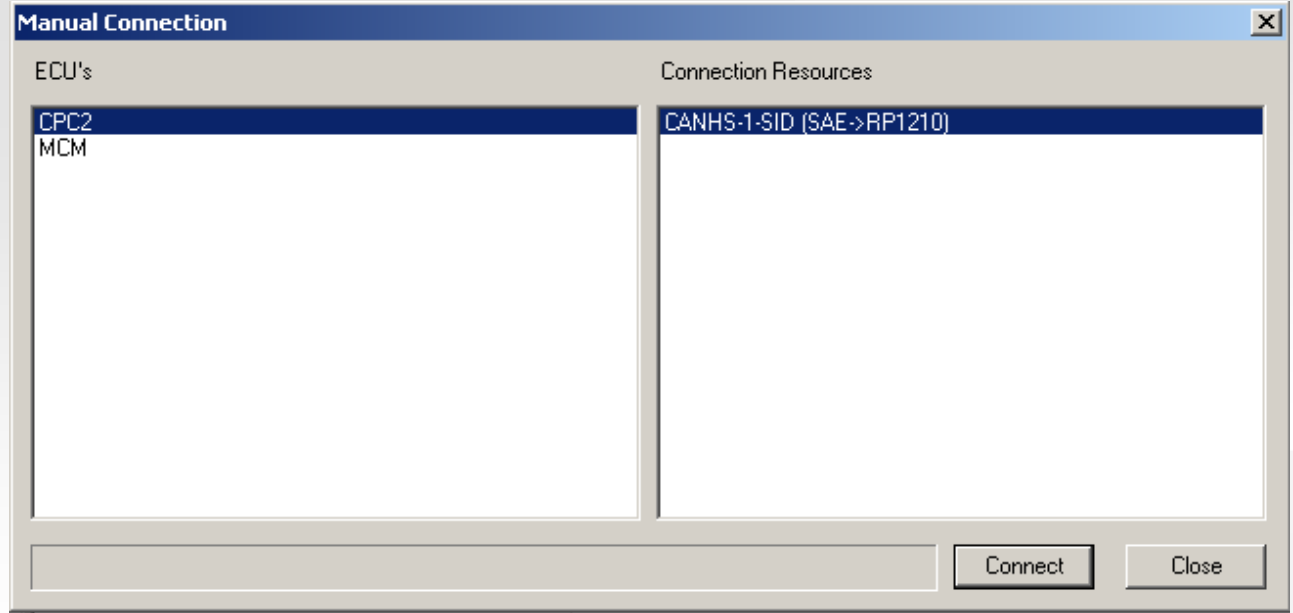 Manual Connection
ECU's
Connection Resources
CPC2
MCM
CANHS-1-SID (SAE->RP1210)
Connect
Close